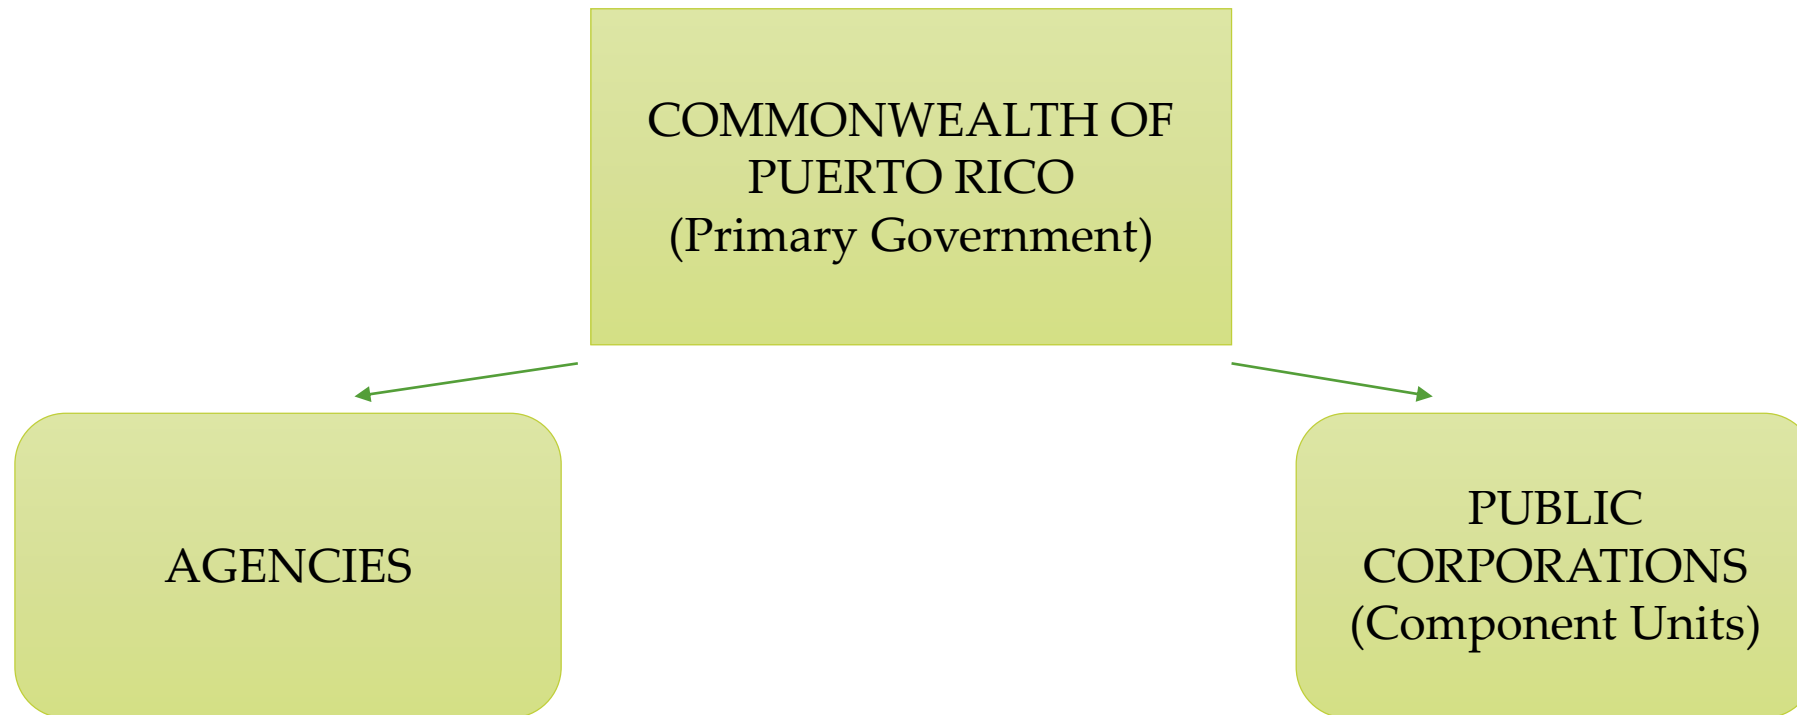 COMMONWEALTH OF
PUERTO RICO
(Primary Government)
AGENCIES
PUBLIC
CORPORATIONS
(Component Units)